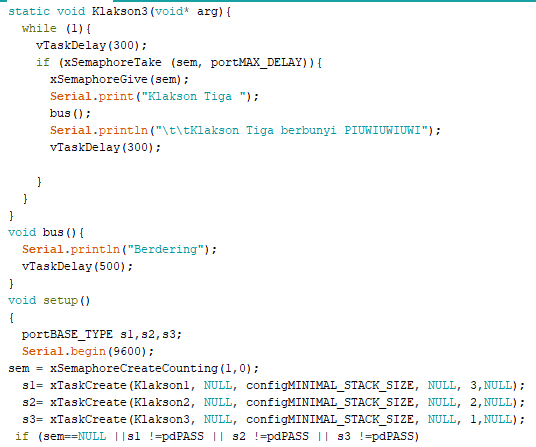 static void Klakson3(void* arg){
while (1){
vTaskDelay(300);
if (xSemaphoreTake (sem, portMAX_DELAY)){
xSemaphoreGive(sem);
Serial.print("Klakson Tiga ");
bus();
Serial.println("\t\tKlakson Tiga berbunyi PIUWIUWIUWI");
vTaskDelay(300);
}
}
}
void bus(){
Serial.println("Berdering");
vTaskDelay(500);
}
void setup()
{
portBASE_TYPE s1,s2,s3;
Serial.begin(9600);
sem = xSemaphoreCreateCounting(1,0);
s1= xTaskCreate(Klakson1, NULL, configMINIMAL_STACK_SIZE, NULL, 3,NULL);
s2= xTaskCreate(Klakson2, NULL, configMINIMAL_STACK_SIZE, NULL, 2,NULL);
s3= xTaskCreate(Klakson3, NULL, configMINIMAL_STACK_SIZE, NULL, 1,NULL);
if (sem==NULL ||s1 !=pdPASS || s2 !=pdPASS || s3 !=pdPASS)